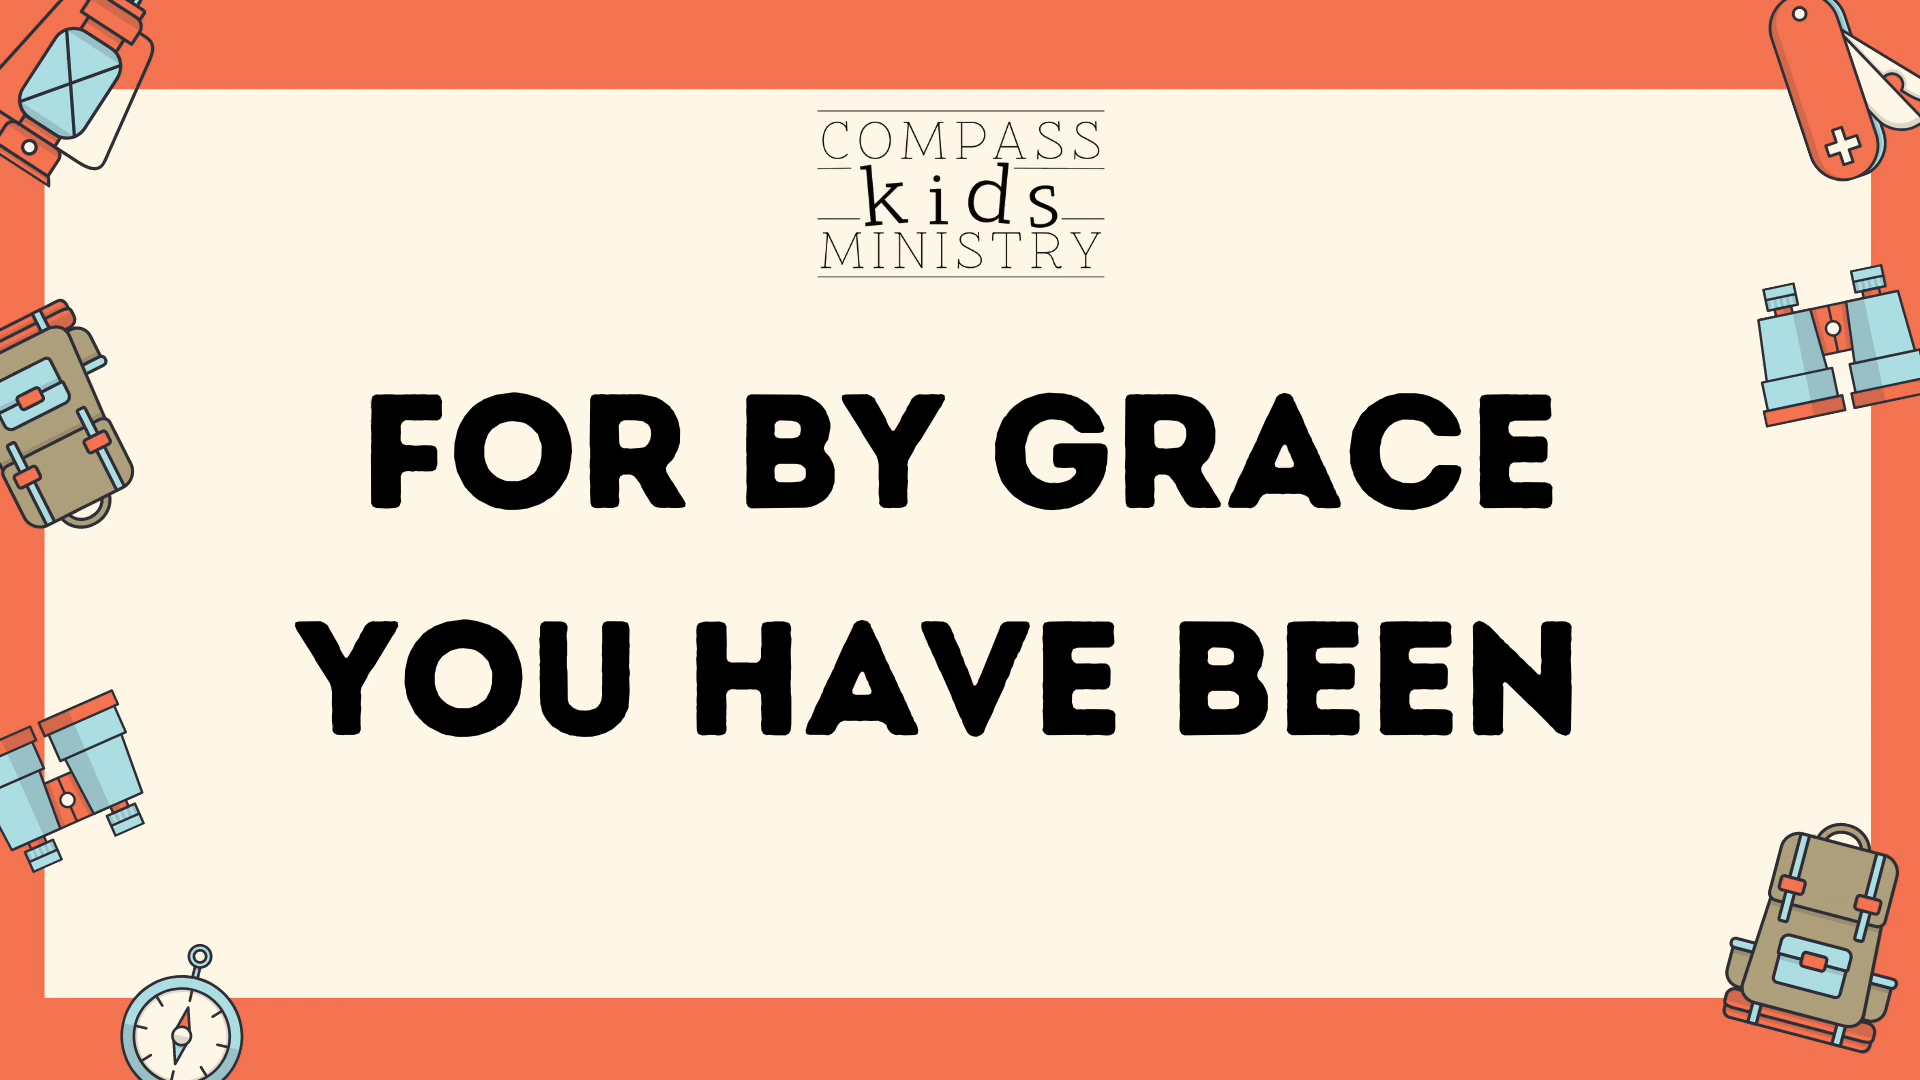 COMPASS
kids
MINISTRY
FOR BY GRACE
YOU HAVE BEEN